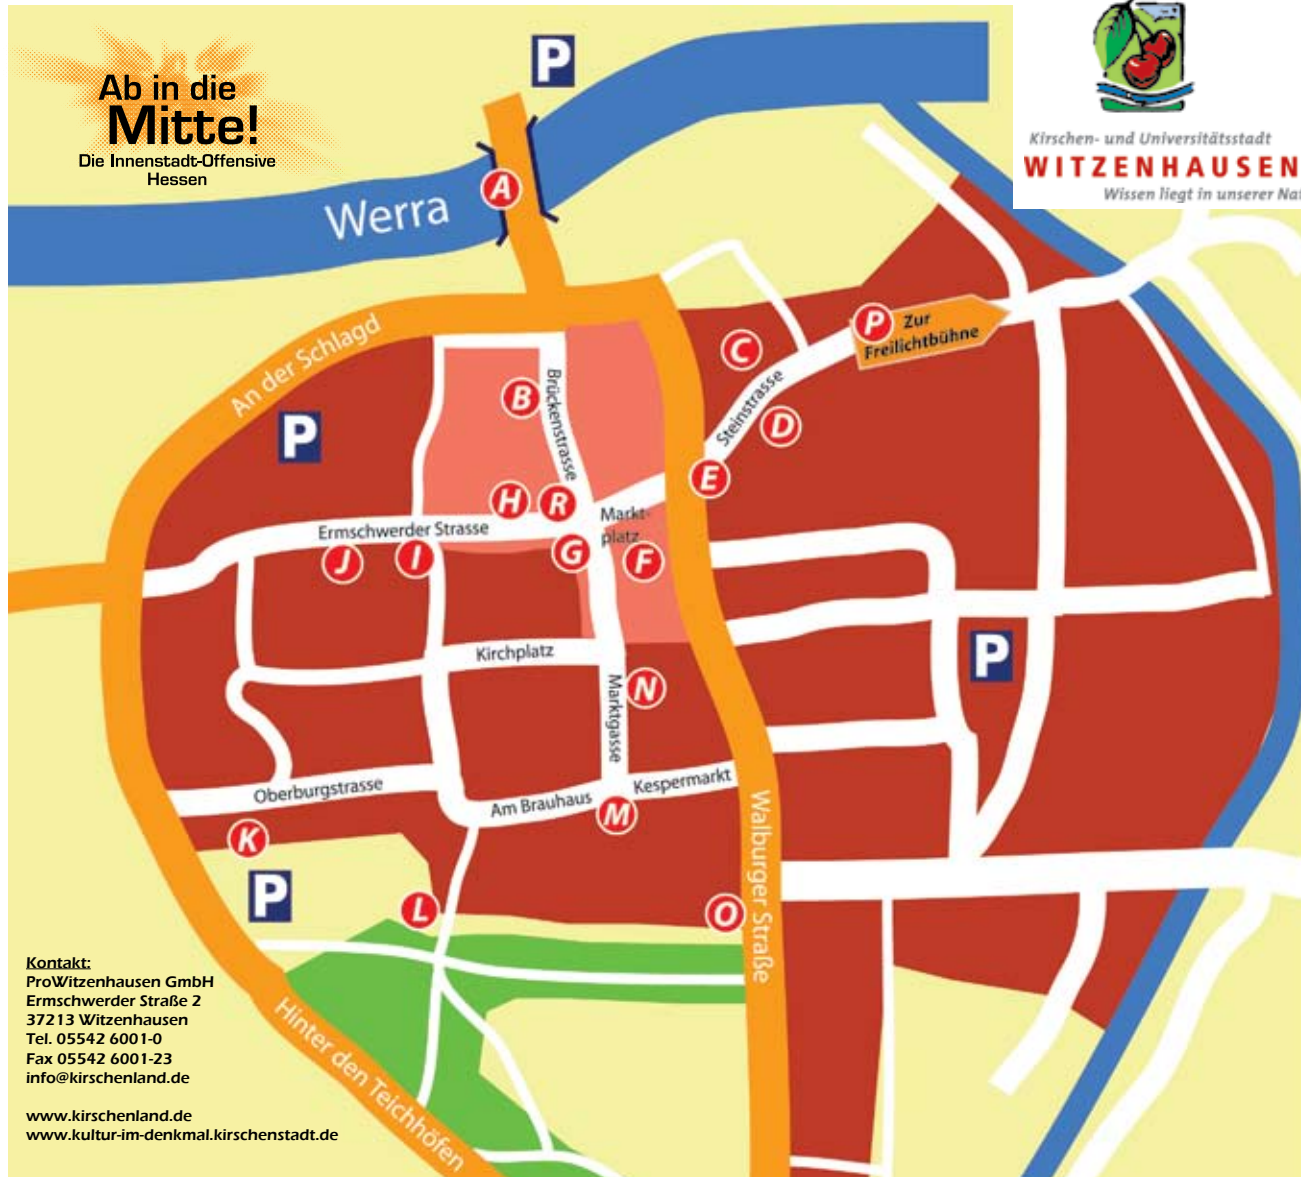 Ab in die
Mitte!
Die Innenstadt-Offensive
Hessen
P
Kirschen- und Universitätsstadt
WITZENHAUSEN
Wissen liegt in unserer
Werra
A
An der Schlagd
P
B
Brückenstrasse
C
P
Zur
Freilichtbühne
Steinstrasse
D
E
H
R
Markt-
platz
Ermschwerder Strasse
J
I
G
F
Kirchplatz
P
N
Marktgasse
Oberburgstrasse
Am Brauhaus
Kespermarkt
M
K
P
L
O
Walburger Straße
Hinter den Teichhöfen
Kontakt:
ProWitzenhausen GmbH
Ermschwerder Straße 2
37213 Witzenhausen
Tel. 05542 6001-0
Fax 05542 6001-23
info@kirschenland.de
www.kirschenland.de
www.kultur-im-denkmal.kirschenstadt.de